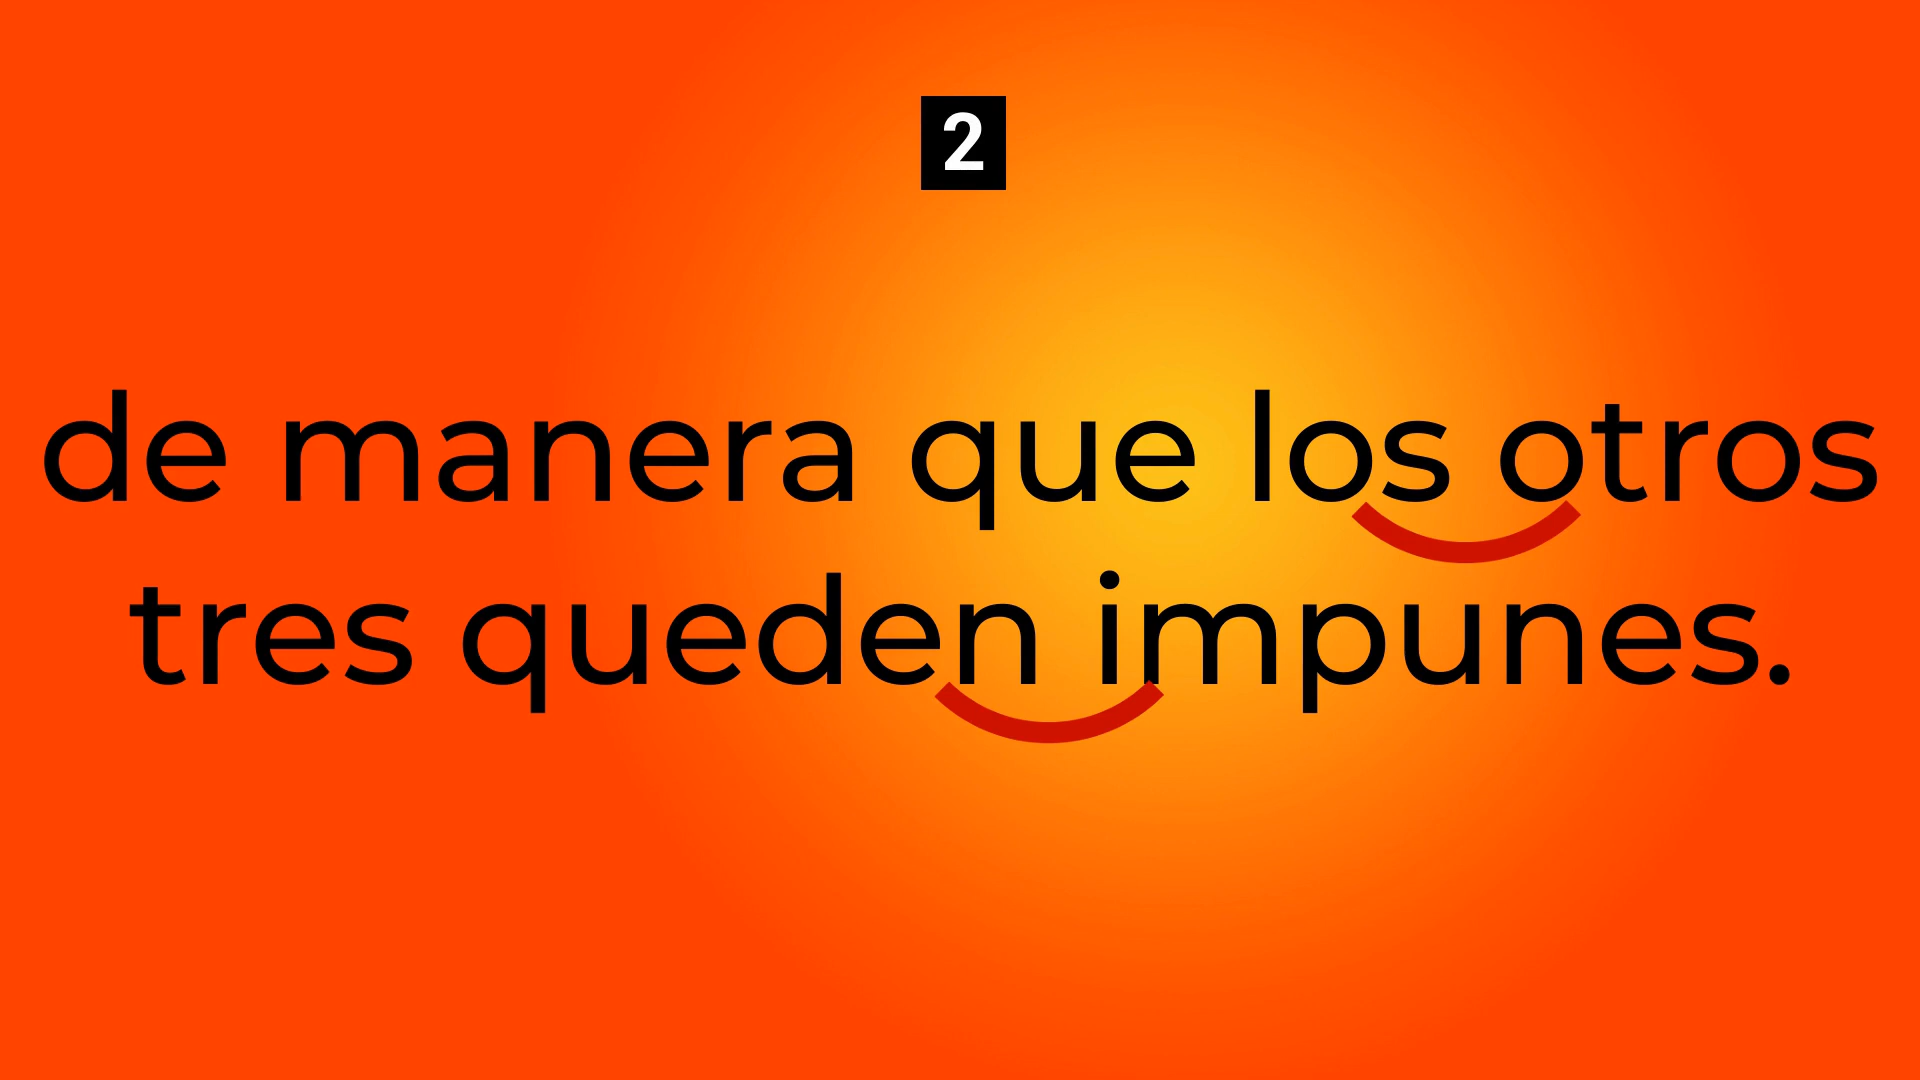 2
de manera que los otros
tres queden impunes.